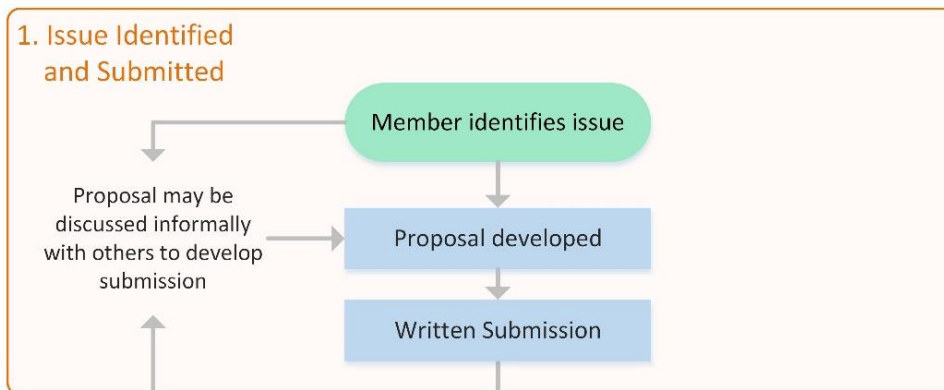 1. Issue Identified
and Submitted
Member identifies issue
Proposal may be
discussed informally
with others to develop
submission
Proposal developed
Written Submission